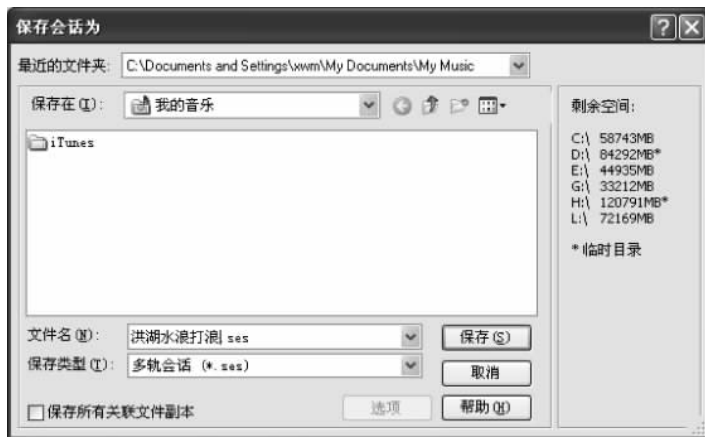 保存会话为
最近的文件夹: C:\Documents and Settings\xwm\My Documents\My Music
保存在(I): 我的音乐
iTunes
剩余空间:
C:\ 58743MB
D:\ 84292MB*
E:\ 44935MB
G:\ 33212MB
H:\ 120791MB*
L:\ 72169MB
*临时目录
文件名(N): 洪湖水浪打浪.ses
保存(S)
保存类型(T): 多轨会话 (*.ses)
取消
保存所有关联文件副本
选项
帮助(H)